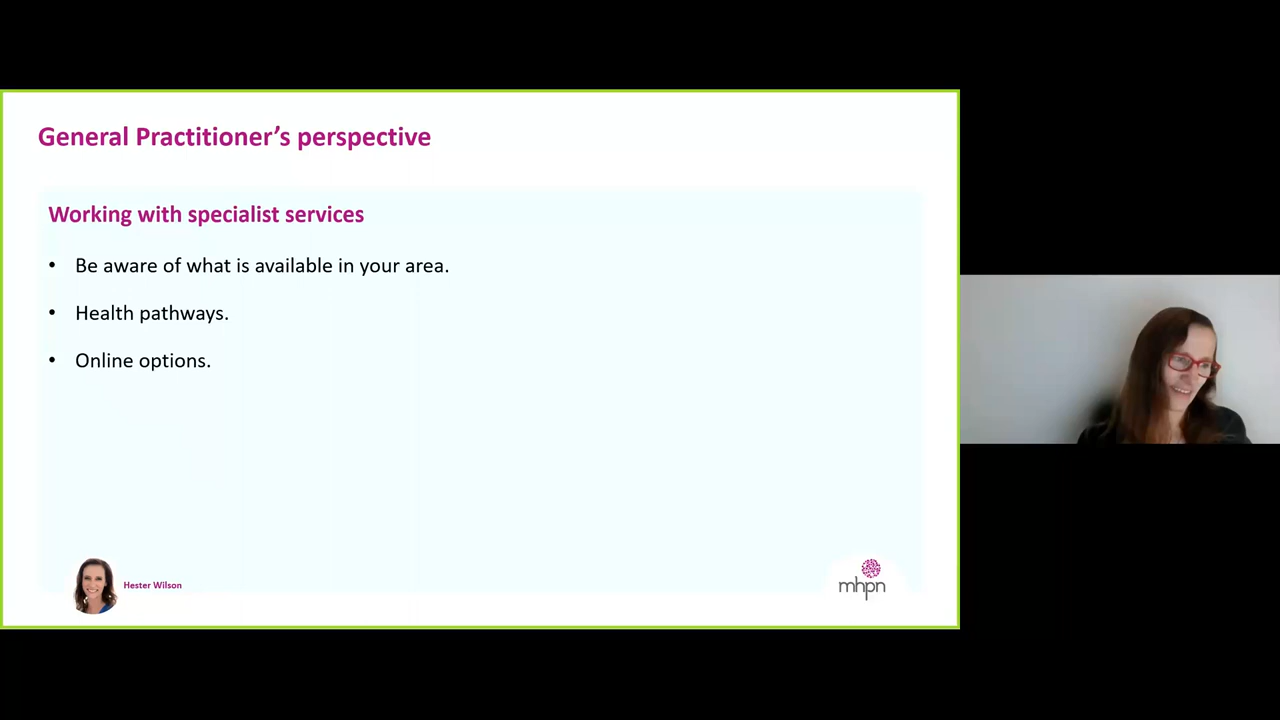 General Practitioner’s perspective
Working with specialist services
• Be aware of what is available in your area.
• Health pathways.
• Online options.
Hester Wilson
mhpn